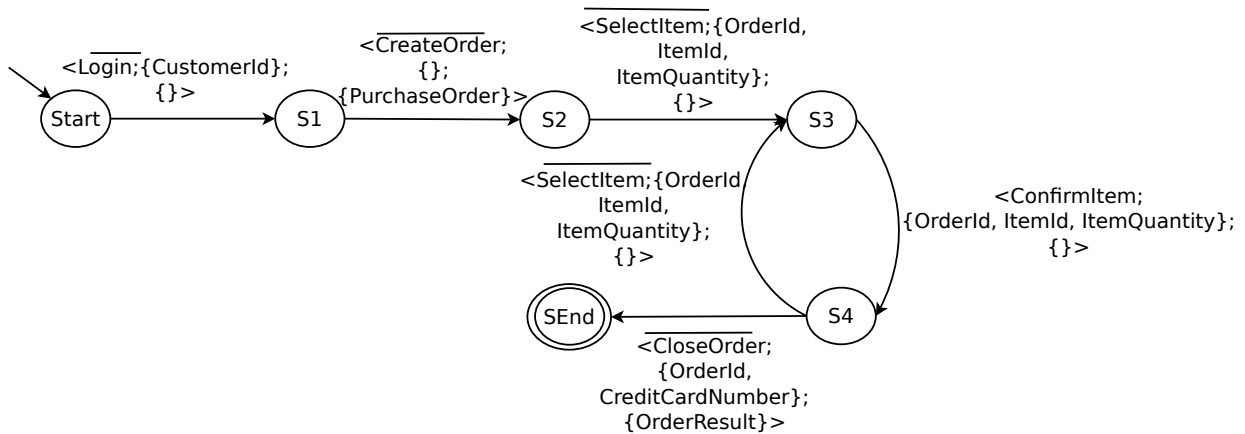 <SelectItem;{OrderId,
ItemId,
ItemQuantity};
{}>
<CreateOrder;
{};
{PurchaseOrder}>
<Login;{CustomerId};
{}>
Start
S1
S2
S3
<SelectItem;{OrderId,
ItemId,
ItemQuantity};
{}>
<ConfirmItem;
{OrderId, ItemId, ItemQuantity};
{}>
SEnd
S4
<CloseOrder;
{OrderId,
CreditCardNumber};
{OrderResult}>